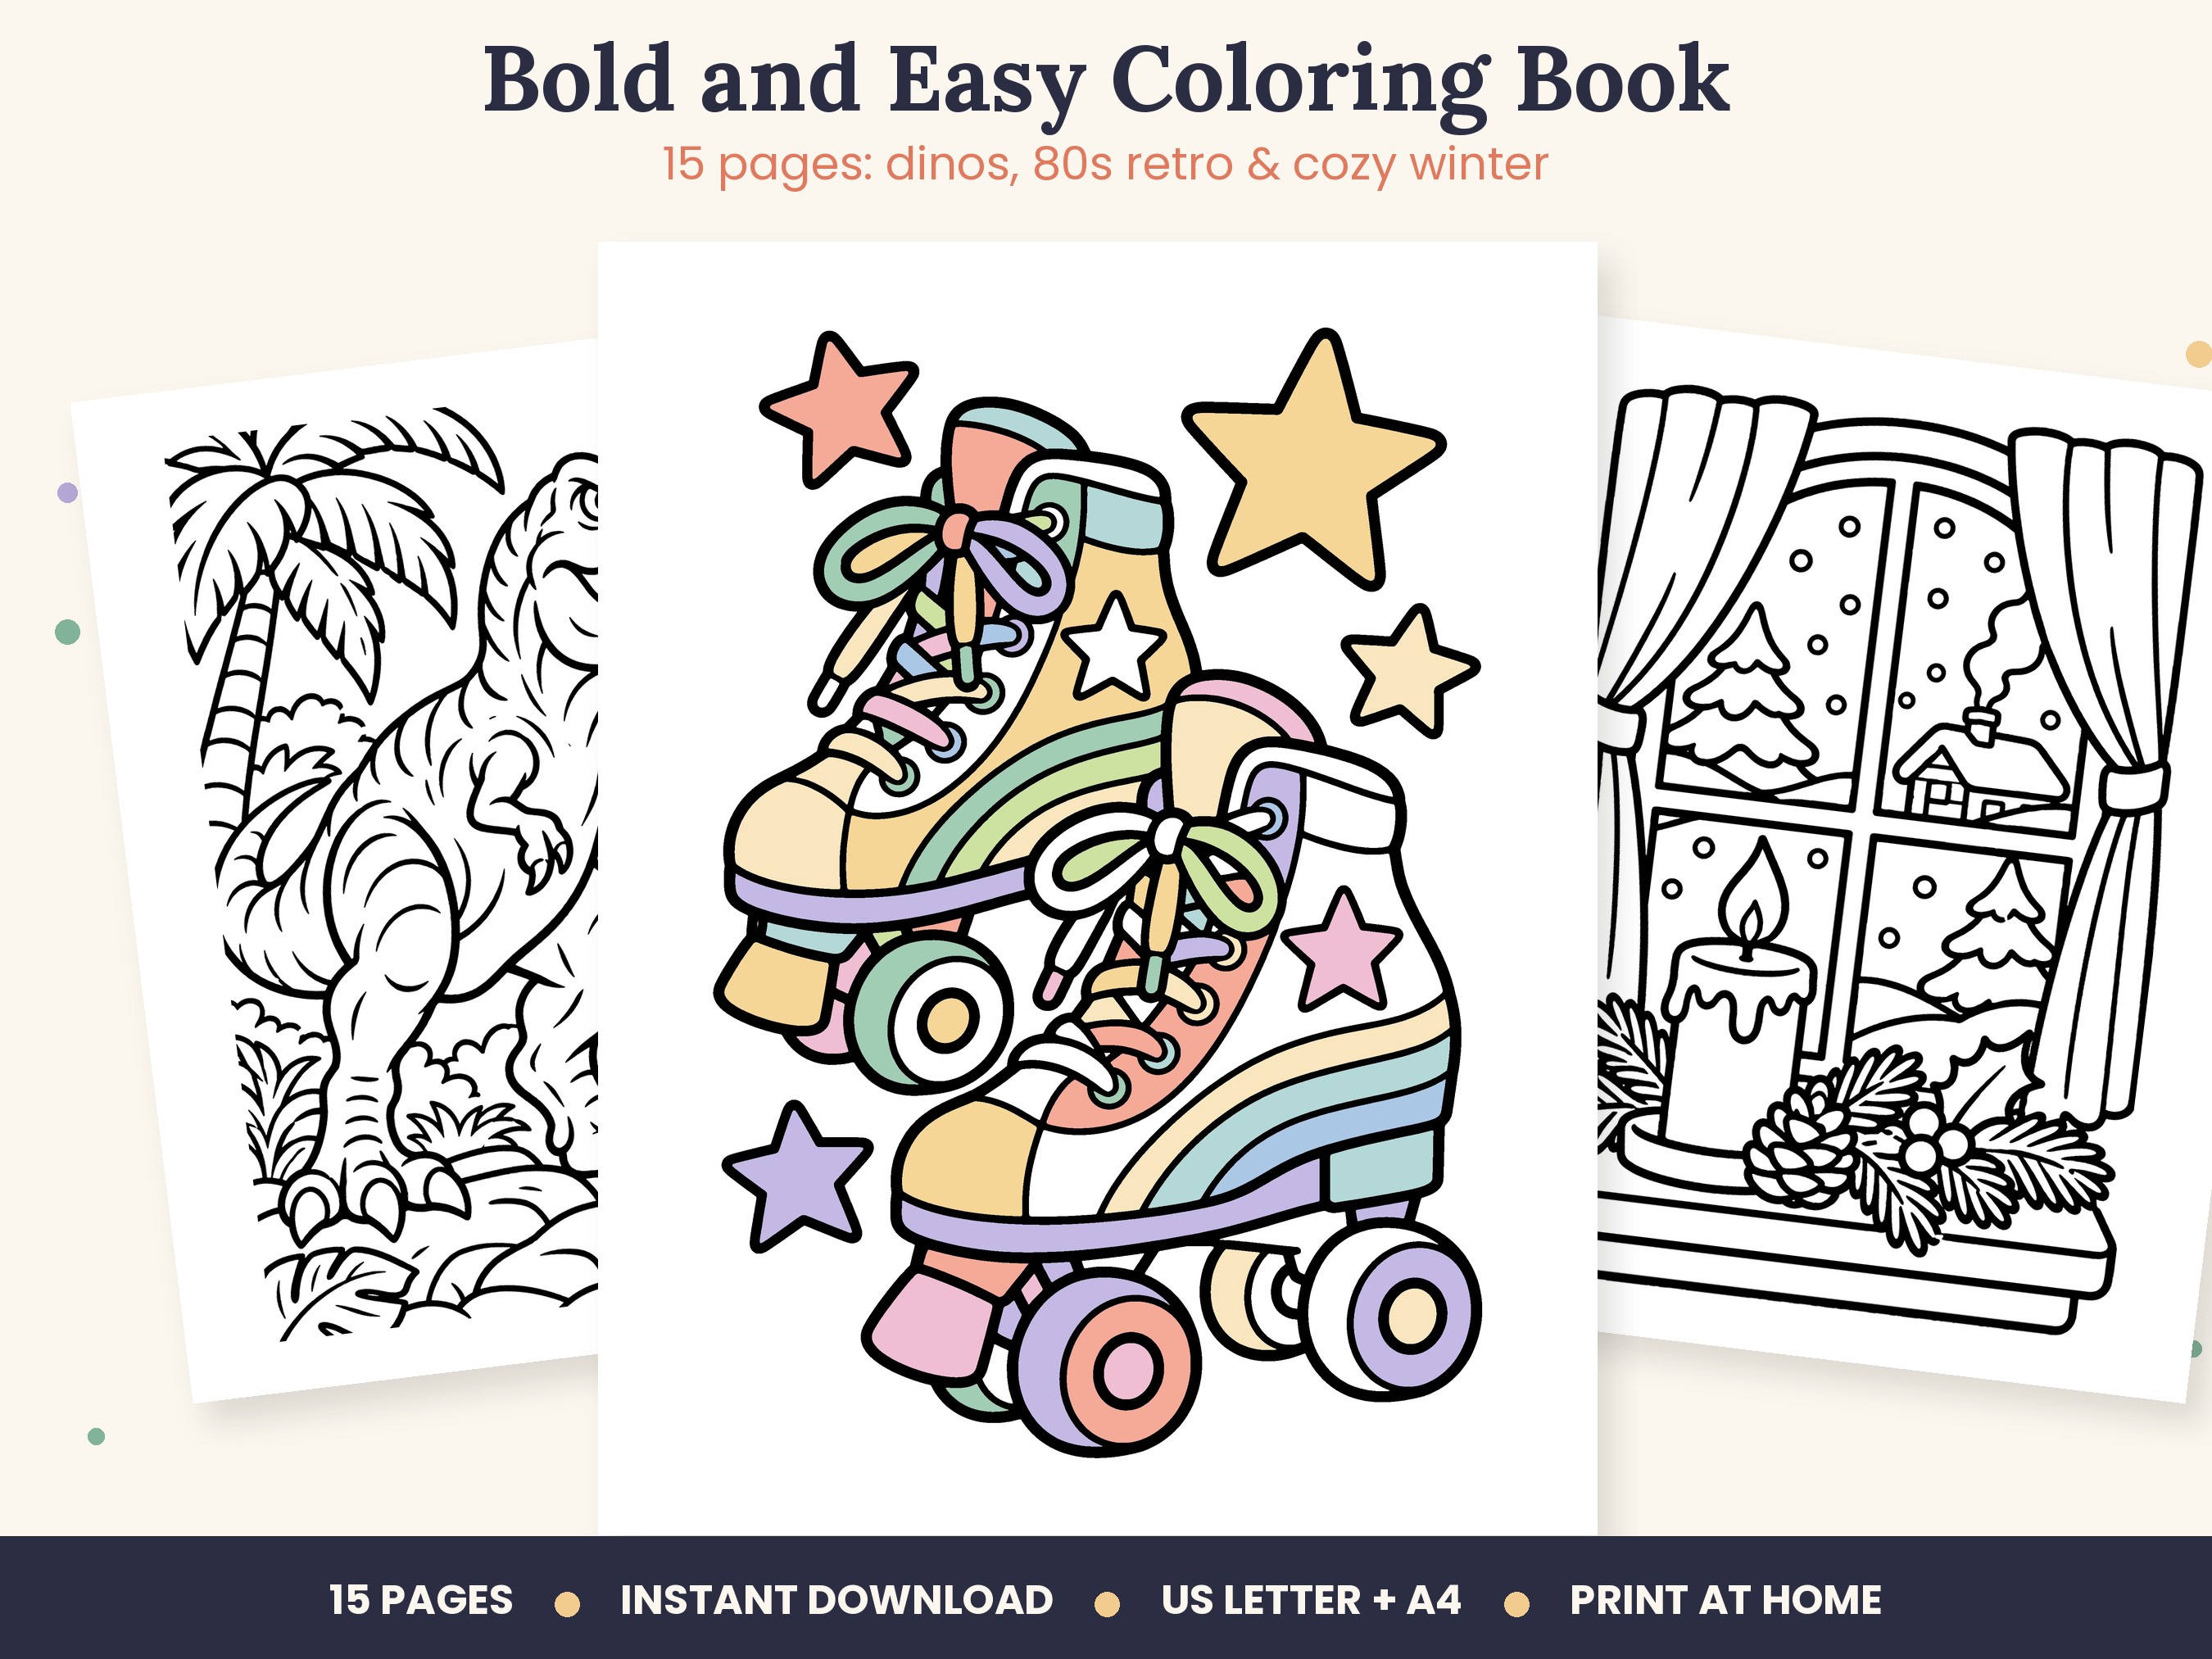 Bold and Easy Coloring Book
15 pages: dinos, 80s retro & cozy winter
15 PAGES ● INSTANT DOWNLOAD ● US LETTER + A4 ● PRINT AT HOME